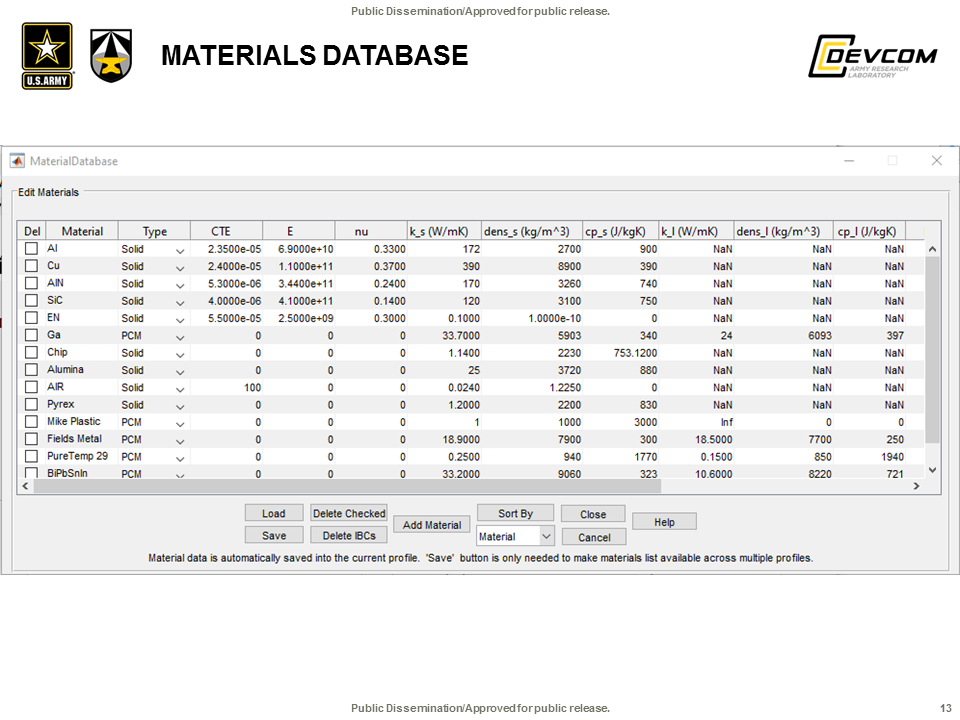 Public Dissemination/Approved for public release.
MATERIALS DATABASE
U.S.ARMY
DEVCOM
ARMY RESEARCH
LABORATORY
MaterialDatabase
Edit Materials
Del Material Type CTE E nu k_s (W/mK) dens_s (kg/m^3) cp_s (J/kgK) k_l (W/mK) dens_l (kg/m^3) cp_l (J/kgK)
Al Solid 2.3500e-05 6.9000e+10 0.3300 172 2700 900 NaN NaN NaN
Cu Solid 2.4000e-05 1.1000e+11 0.3700 390 8900 390 NaN NaN NaN
AlN Solid 5.3000e-06 3.4400e+11 0.2400 170 3260 740 NaN NaN NaN
SiC Solid 4.0000e-06 4.1000e+11 0.1400 120 3100 750 NaN NaN NaN
EN Solid 5.5000e-05 2.5000e+09 0.3000 0.1000 1.0000e-10 0 NaN NaN NaN
Ga PCM 0 0 0 33.7000 5903 340 24 6093 397
Chip Solid 0 0 0 1.1400 2230 753.1200 NaN NaN NaN
Alumina Solid 0 0 0 25 3720 880 NaN NaN NaN
AIR Solid 100 0 0 0.0240 1.2250 0 NaN NaN NaN
Pyrex Solid 0 0 0 1.2000 2200 830 NaN NaN NaN
Mike Plastic PCM 0 0 0 1 1000 3000 Inf 0 0
Fields Metal PCM 0 0 0 18.9000 7900 300 18.5000 7700 250
PureTemp 29 PCM 0 0 0 0.2500 940 1770 0.1500 850 1940
BiPbSnIn PCM 0 0 0 33.2000 9060 323 10.6000 8220 721
Load Delete Checked Add Material Sort By Close Help
Save Delete IBCs Material Cancel
Material data is automatically saved into the current profile. 'Save' button is only needed to make materials list available across multiple profiles.
Public Dissemination/Approved for public release.
13